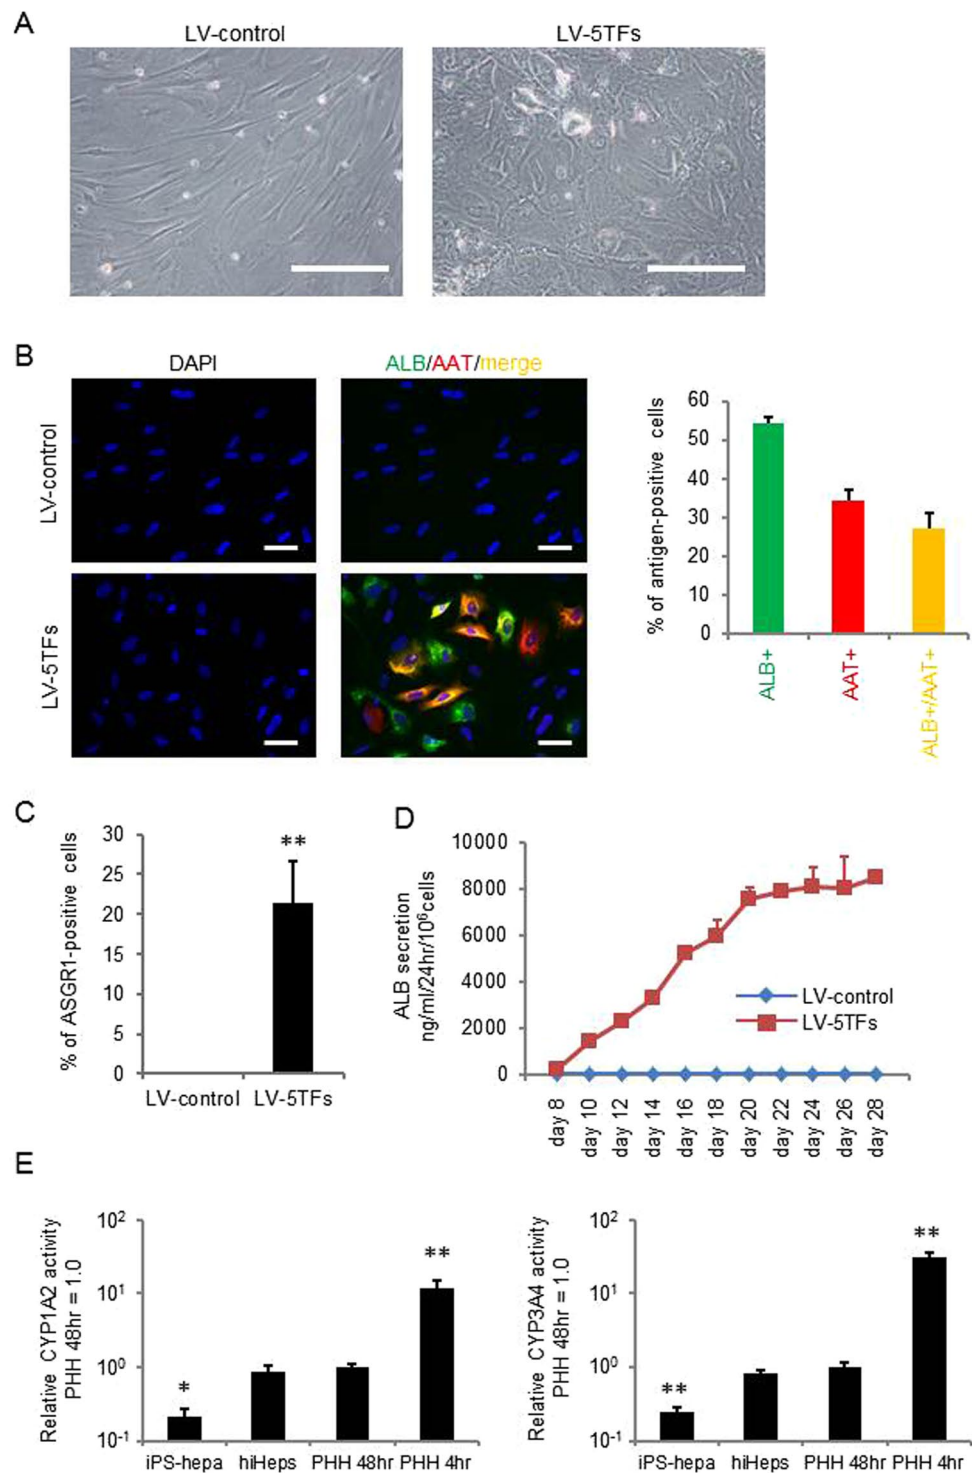 A
LV-control
LV-5TFs
B
DAPI
ALB/AAT/merge
LV-control
LV-5TFs
% of antigen-positive cells
60
50
40
30
20
10
0
ALB+
AAT+
ALB+/AAT+
C
% of ASGR1-positive cells
30
25
20
15
10
5
0
**
LV-control
LV-5TFs
D
ALB secretion
ng/ml/24hr/10⁶cells
10000
8000
6000
4000
2000
0
LV-control
LV-5TFs
day 8
day 10
day 12
day 14
day 16
day 18
day 20
day 22
day 24
day 26
day 28
E
Relative CYP1A2 activity
PHH 48hr = 1.0
10²
10¹
10⁰
10⁻¹
*
**
iPS-hepa
hiHeps
PHH 48hr
PHH 4hr
Relative CYP3A4 activity
PHH 48hr = 1.0
10²
10¹
10⁰
10⁻¹
**
**
iPS-hepa
hiHeps
PHH 48hr
PHH 4hr